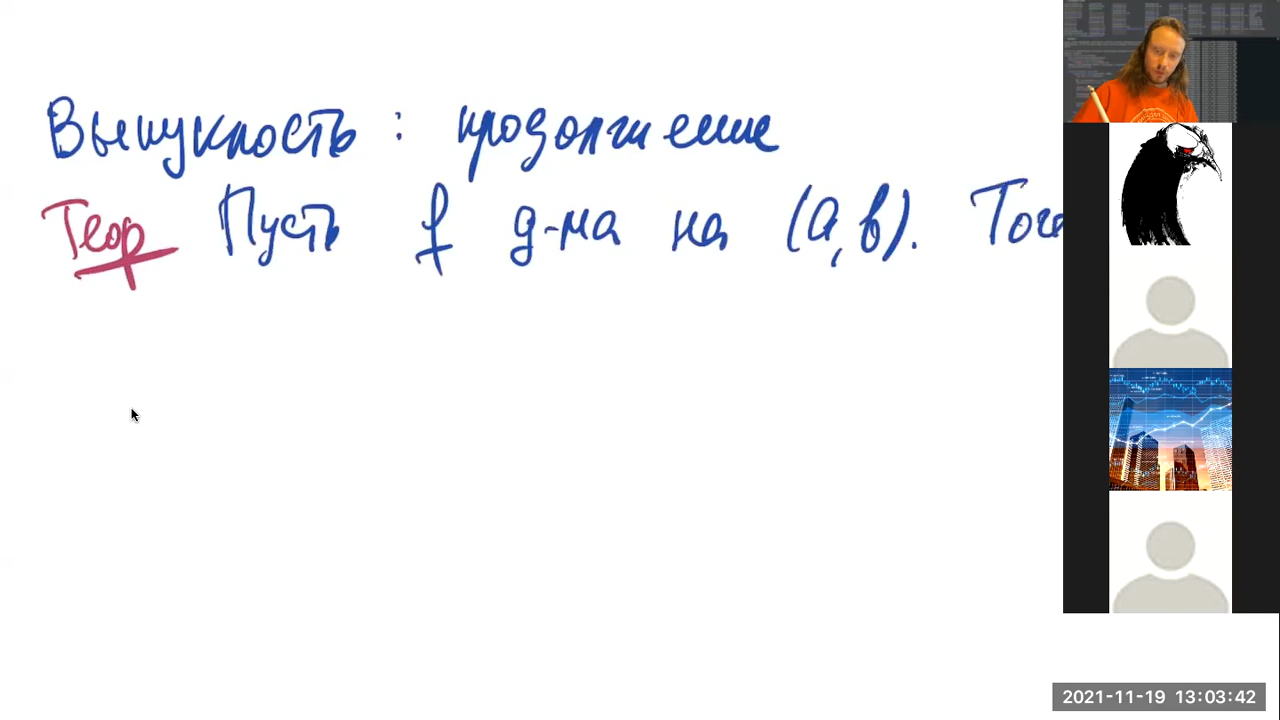 Выпуклость : продолжение
Теор Пусть f д-ма на (a, b). Тог
2021-11-19 13:03:42